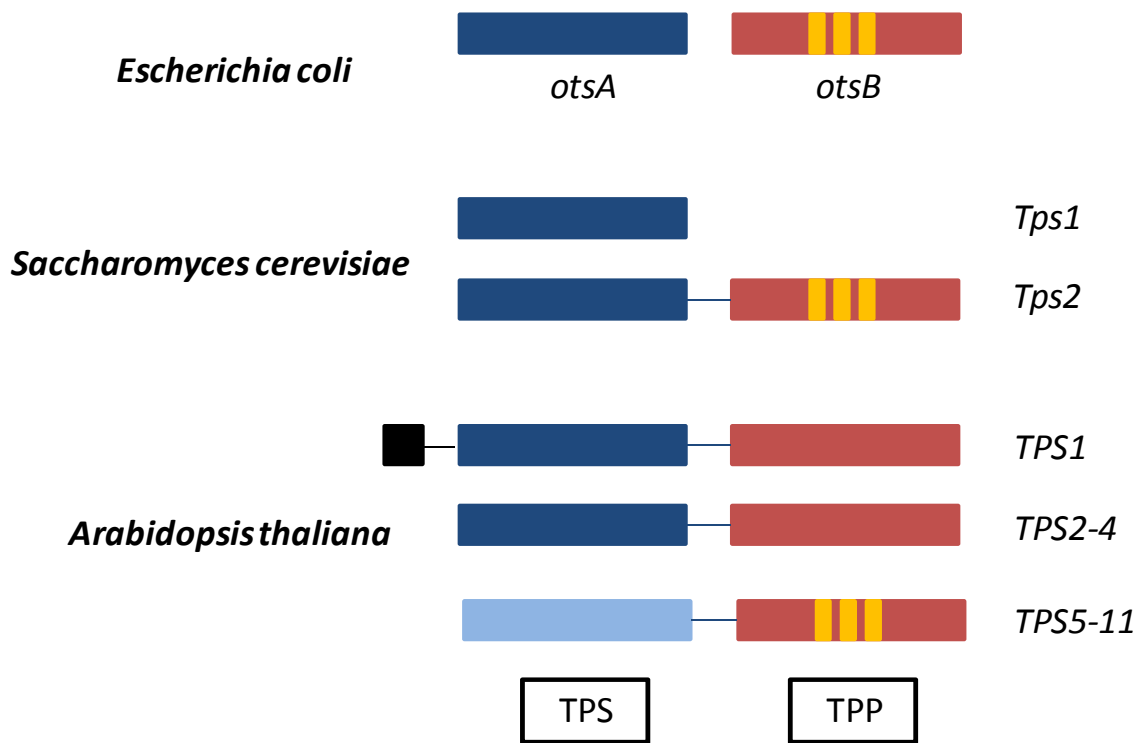 Escherichia coli
otsA
otsB
Saccharomyces cerevisiae
Tps1
Tps2
Arabidopsis thaliana
TPS1
TPS2-4
TPS5-11
TPS
TPP